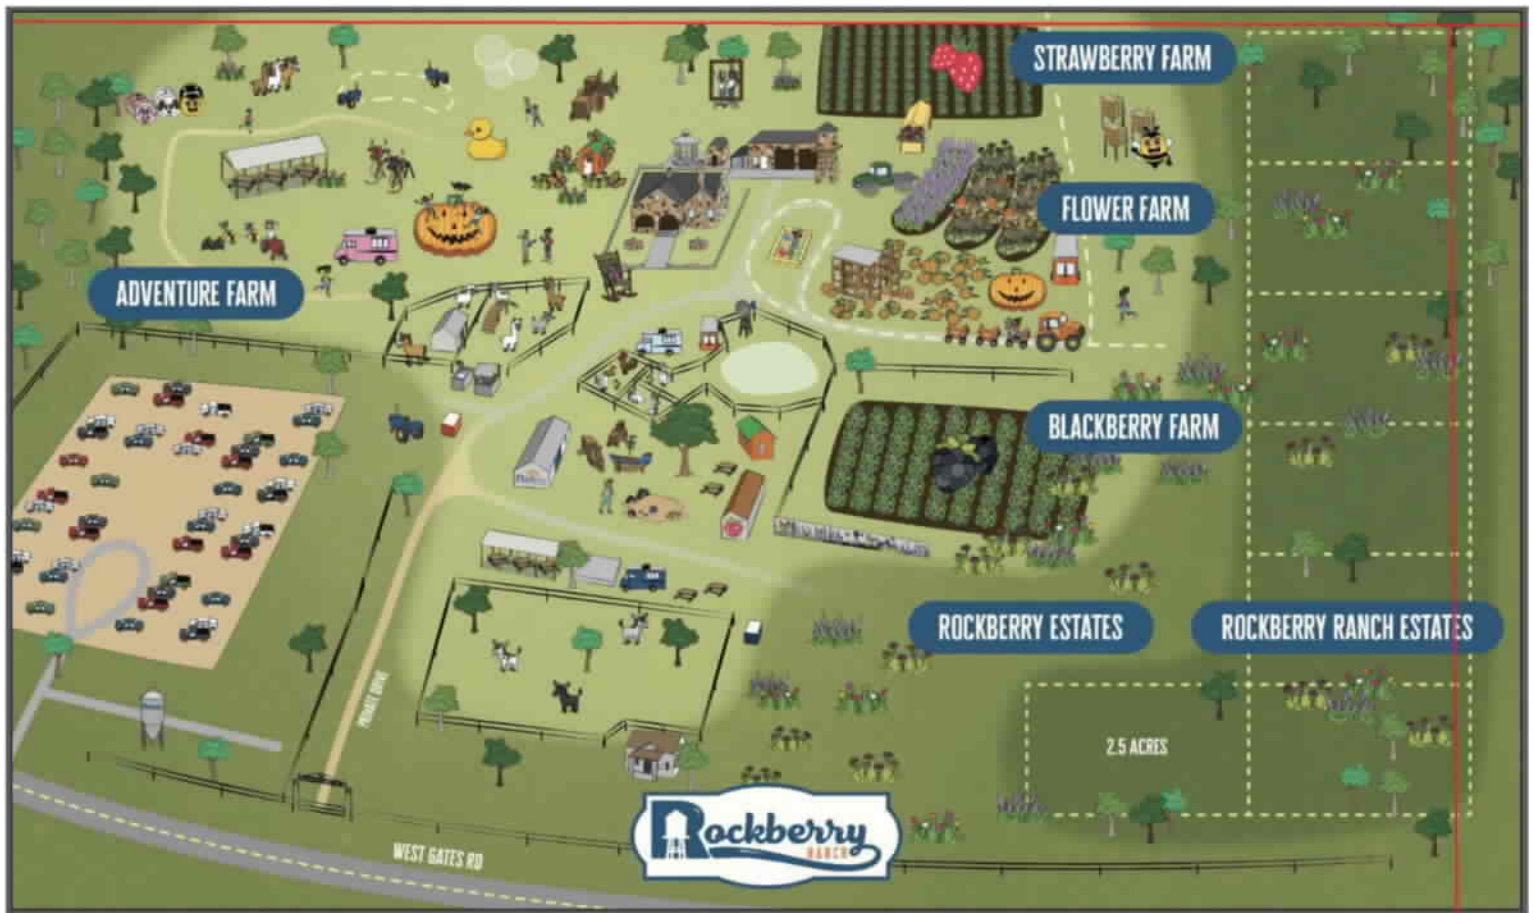 STRAWBERRY FARM
FLOWER FARM
ADVENTURE FARM
BLACKBERRY FARM
ROCKBERRY ESTATES
ROCKBERRY RANCH ESTATES
2.5 ACRES
PRIVATE DRIVE
Rockberry
RANCH
WEST GATES RD